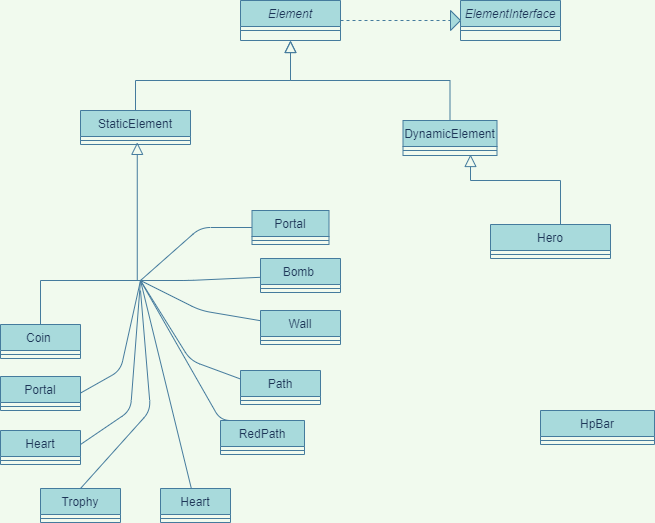 Element
ElementInterface
StaticElement
DynamicElement
Portal
Hero
Bomb
Wall
Coin
Path
Portal
HpBar
RedPath
Heart
Trophy
Heart